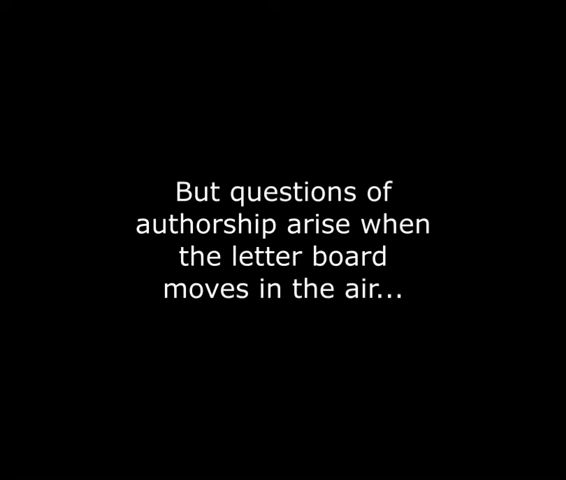 But questions of
authorship arise when
the letter board
moves in the air...